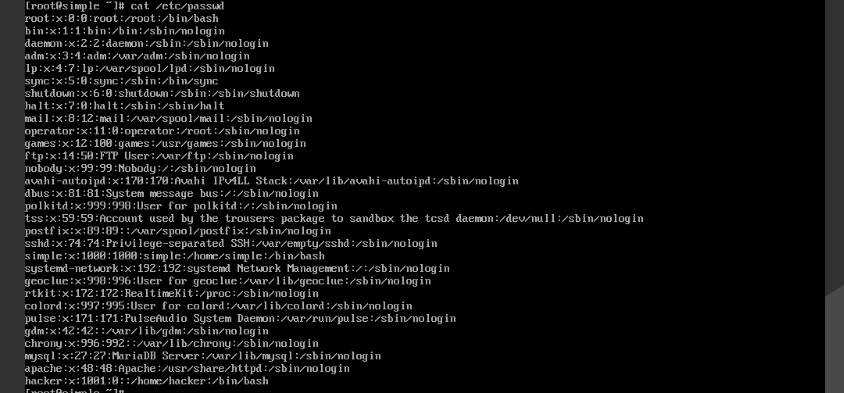 [root@simple ~]# cat /etc/passwd
root:x:0:0:root:/root:/bin/bash
bin:x:1:1:bin:/bin:/sbin/nologin
daemon:x:2:2:daemon:/sbin:/sbin/nologin
adm:x:3:4:adm:/var/adm:/sbin/nologin
lp:x:4:7:lp:/var/spool/lpd:/sbin/nologin
sync:x:5:0:sync:/sbin:/bin/sync
shutdown:x:6:0:shutdown:/sbin:/sbin/shutdown
halt:x:7:0:halt:/sbin:/sbin/halt
mail:x:8:12:mail:/var/spool/mail:/sbin/nologin
operator:x:11:0:operator:/root:/sbin/nologin
games:x:12:100:games:/usr/games:/sbin/nologin
ftp:x:14:50:FTP User:/var/ftp:/sbin/nologin
nobody:x:99:99:Nobody:/:/sbin/nologin
avahi-autoipd:x:170:170:Avahi IPv4LL Stack:/var/lib/avahi-autoipd:/sbin/nologin
dbus:x:81:81:System message bus:/:/sbin/nologin
polkitd:x:999:998:User for polkitd:/:/sbin/nologin
tss:x:59:59:Account used by the trousers package to sandbox the tcsd daemon:/dev/null:/sbin/nologin
postfix:x:89:89::/var/spool/postfix:/sbin/nologin
sshd:x:74:74:Privilege-separated SSH:/var/empty/sshd:/sbin/nologin
simple:x:1000:1000:simple:/home/simple:/bin/bash
systemd-network:x:192:192:systemd Network Management:/:/sbin/nologin
geoclue:x:998:996:User for geoclue:/var/lib/geoclue:/sbin/nologin
rtkit:x:172:172:RealtimeKit:/proc:/sbin/nologin
colord:x:997:995:User for colord:/var/lib/colord:/sbin/nologin
pulse:x:171:171:PulseAudio System Daemon:/var/run/pulse:/sbin/nologin
gdm:x:42:42::/var/lib/gdm:/sbin/nologin
chrony:x:996:992::/var/lib/chrony:/sbin/nologin
mysql:x:27:27:MariaDB Server:/var/lib/mysql:/sbin/nologin
apache:x:48:48:Apache:/usr/share/httpd:/sbin/nologin
hacker:x:1001:0::/home/hacker:/bin/bash
[root@simple ~]#